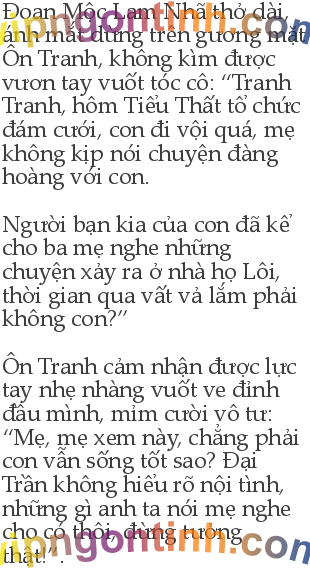 Đoan Mộc Lam Nhã thở dài,
ánh mắt dừng trên gương mặt
Ôn Tranh, không kìm được
vươn tay vuốt tóc cô: “Tranh
Tranh, hôm Tiểu Thất tổ chức
đám cưới, con đi vội quá, mẹ
không kịp nói chuyện đàng
hoàng với con.
Người bạn kia của con đã kể
cho ba mẹ nghe những
chuyện xảy ra ở nhà họ Lôi,
thời gian qua vất vả lắm phải
không con?”
Ôn Tranh cảm nhận được lực
tay nhẹ nhàng vuốt ve đỉnh
đầu mình, mỉm cười vô tư:
“Mẹ, mẹ xem này, chẳng phải
con vẫn sống tốt sao? Đại
Trần không hiểu rõ nội tình,
những gì anh ta nói mẹ nghe
cho có thôi, đừng tưởng
thật!”.